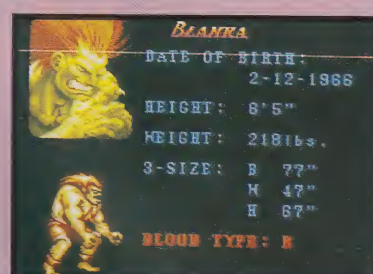 BLANKA
DATE OF BIRTH:
2-12-1966
HEIGHT: 6'5"
WEIGHT: 218lbs.
3-SIZE: B 77"
W 47"
H 67"
BLOOD TYPE: B